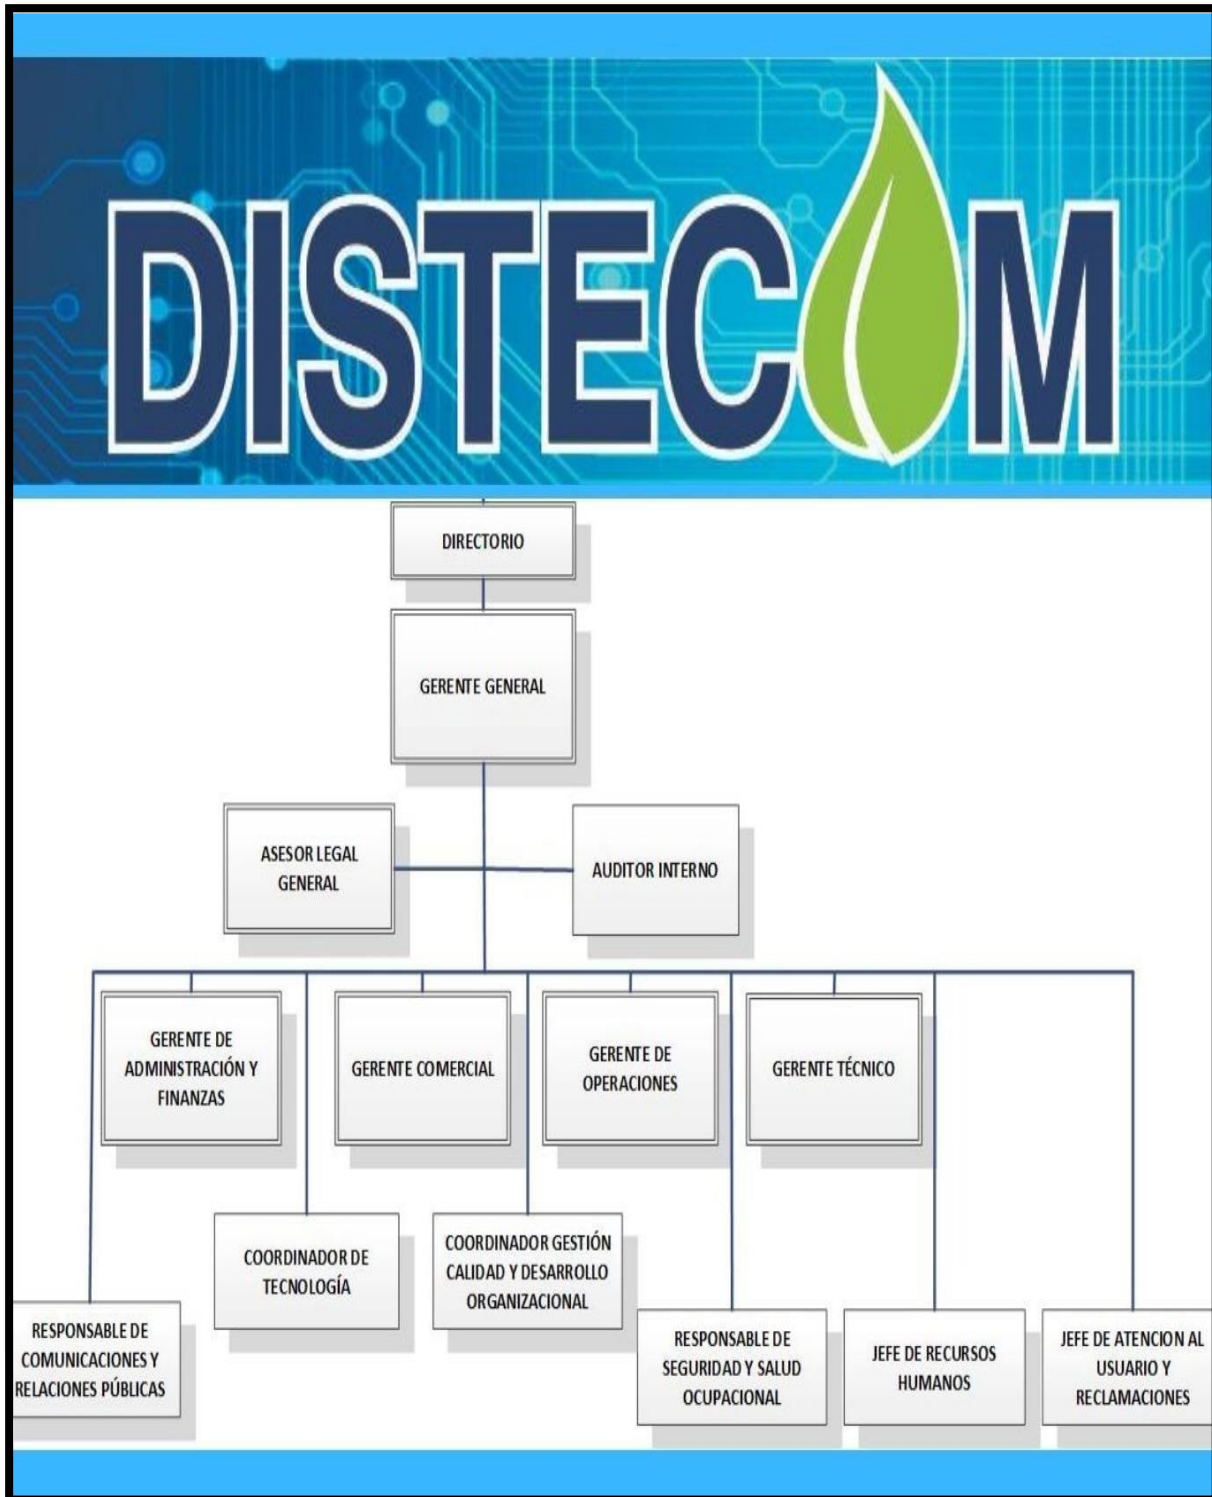 DISTECOM
DIRECTORIO
GERENTE GENERAL
ASESOR LEGAL
GENERAL
AUDITOR INTERNO
GERENTE DE
ADMINISTRACIÓN Y
FINANZAS
GERENTE COMERCIAL
GERENTE DE
OPERACIONES
GERENTE TÉCNICO
COORDINADOR DE
TECNOLOGÍA
COORDINADOR GESTIÓN
CALIDAD Y DESARROLLO
ORGANIZACIONAL
RESPONSABLE DE
COMUNICACIONES Y
RELACIONES PÚBLICAS
RESPONSABLE DE
SEGURIDAD Y SALUD
OCUPACIONAL
JEFE DE RECURSOS
HUMANOS
JEFE DE ATENCION AL
USUARIO Y
RECLAMACIONES